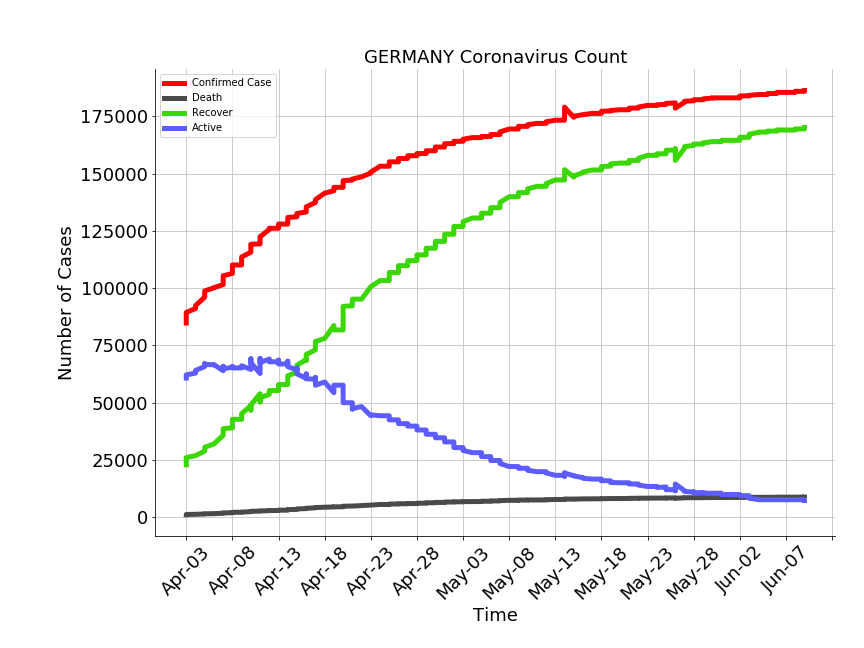 GERMANY Coronavirus Count
Confirmed Case
Death
Recover
Active
Number of Cases
175000
150000
125000
100000
75000
50000
25000
0
Apr-03
Apr-08
Apr-13
Apr-18
Apr-23
Apr-28
May-03
May-08
May-13
May-18
May-23
May-28
Jun-02
Jun-07
Time